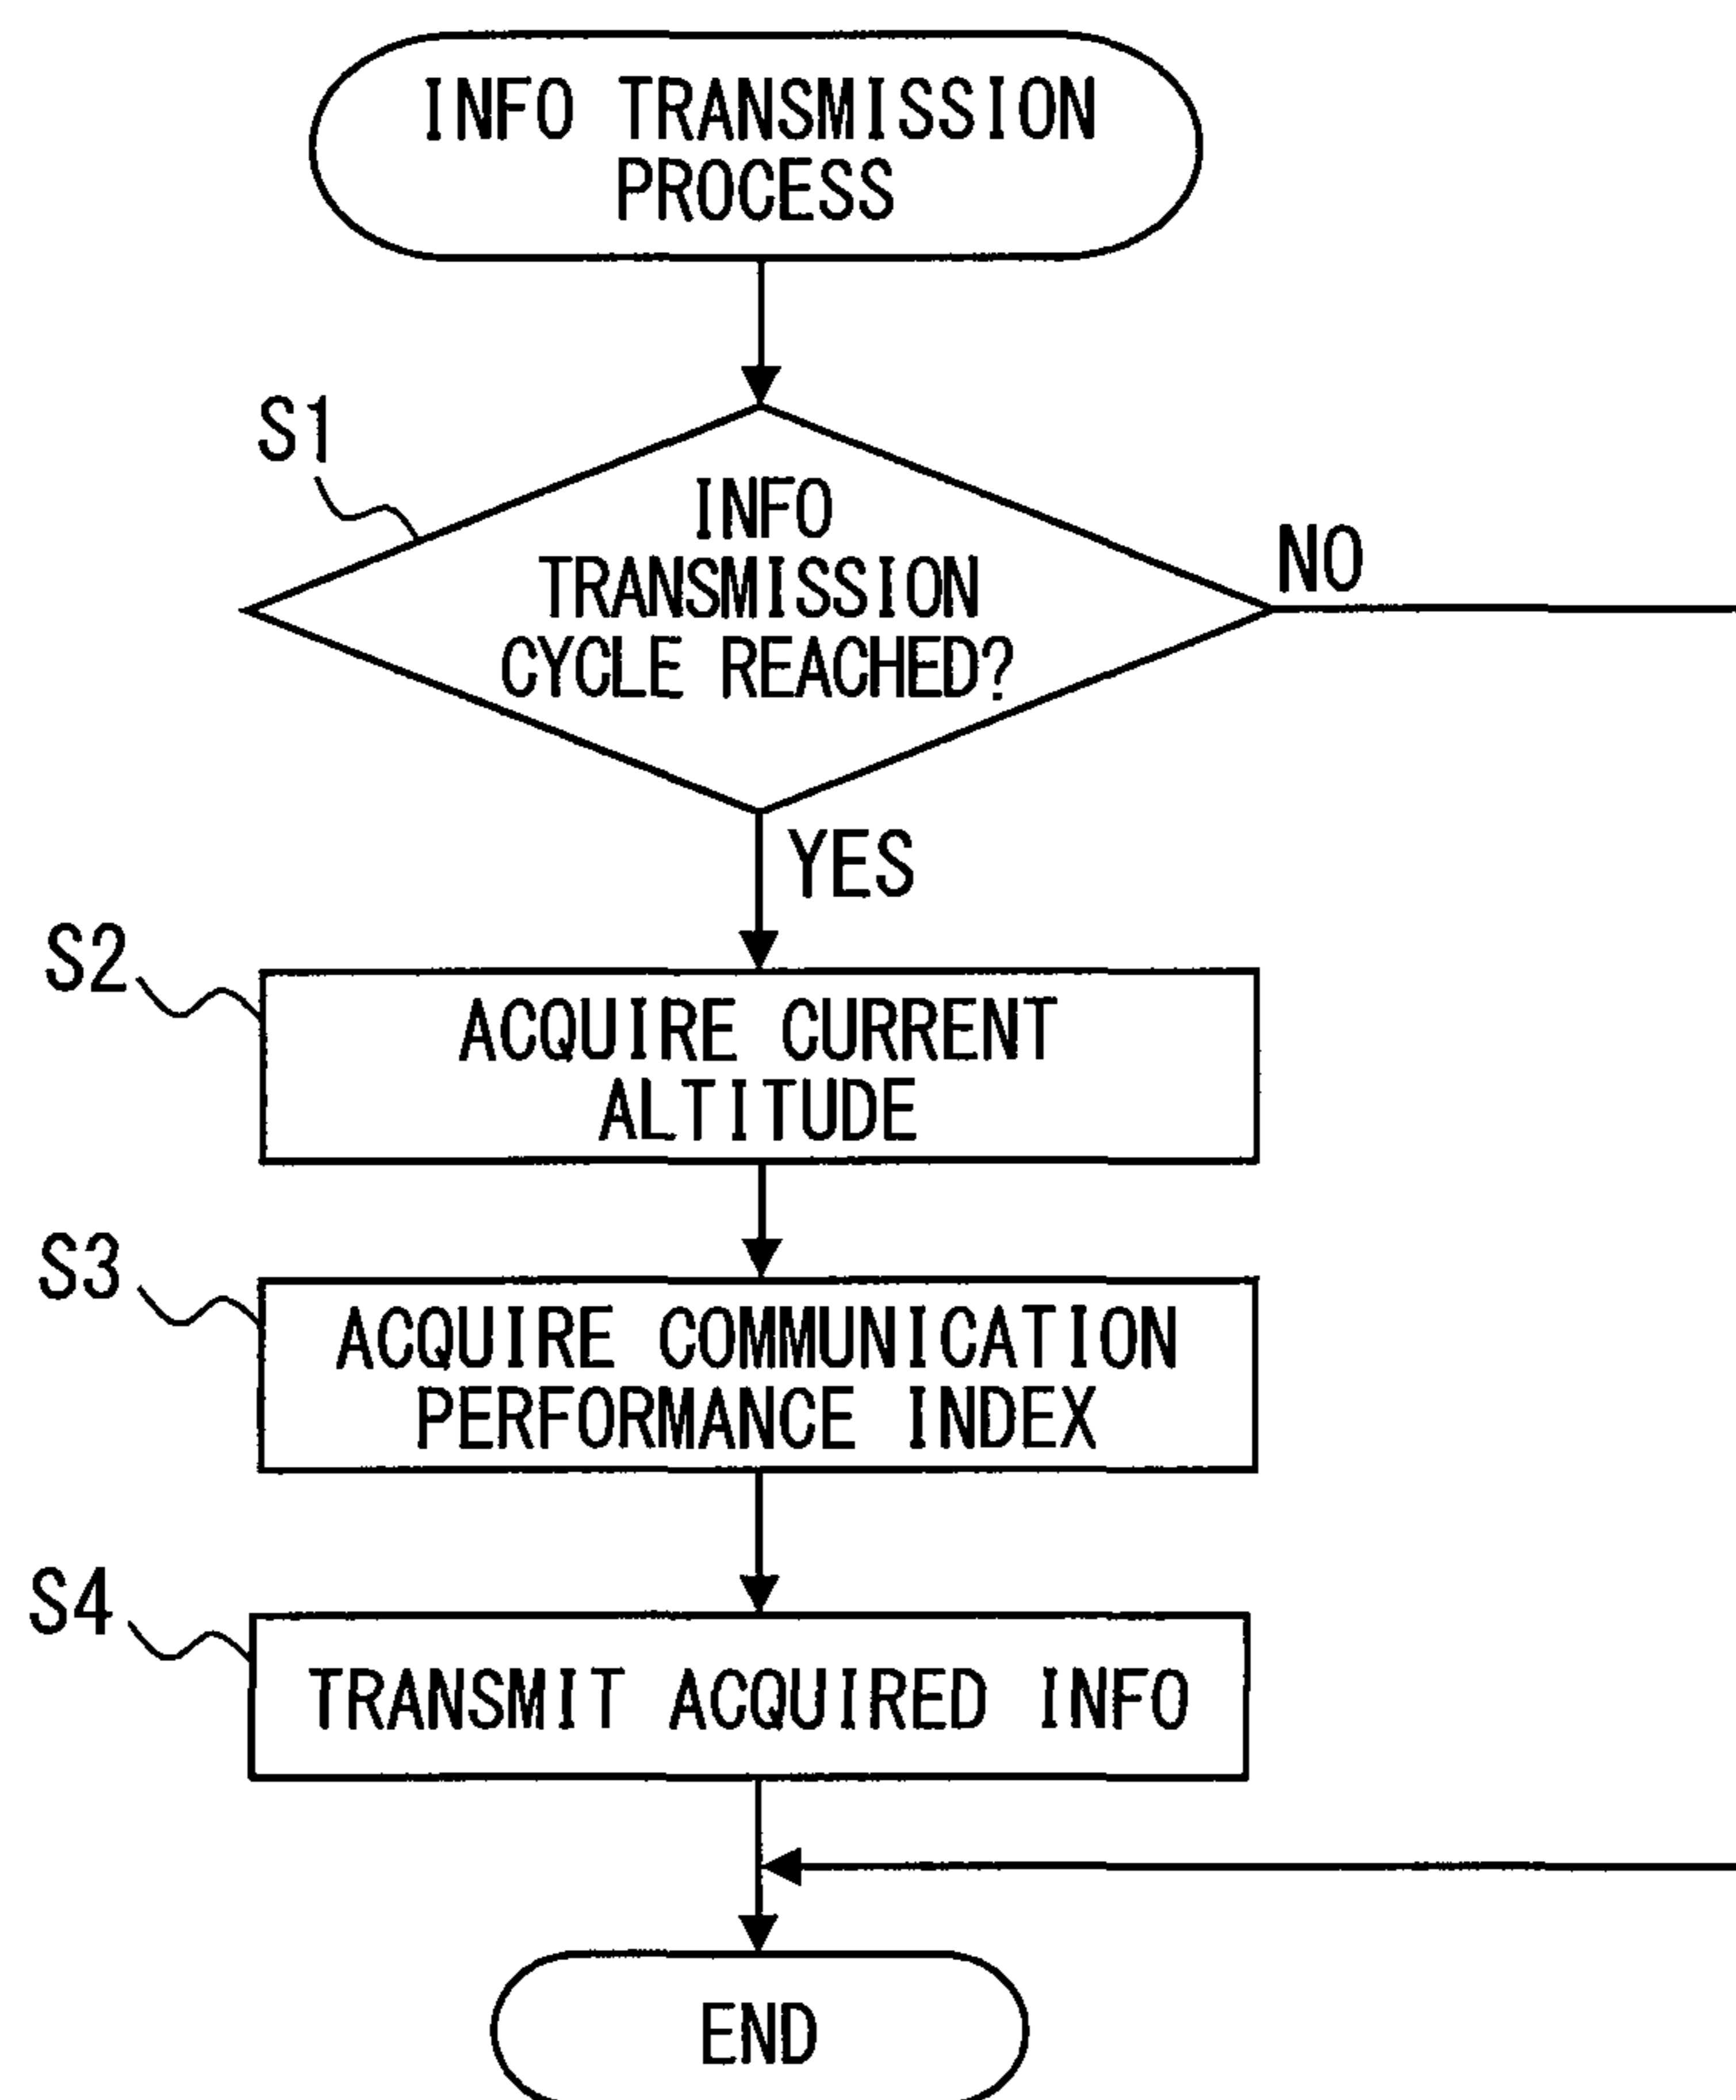 INFO TRANSMISSION
PROCESS
S1
INFO
TRANSMISSION
CYCLE REACHED?
NO
YES
S2
ACQUIRE CURRENT
ALTITUDE
S3
ACQUIRE COMMUNICATION
PERFORMANCE INDEX
S4
TRANSMIT ACQUIRED INFO
END